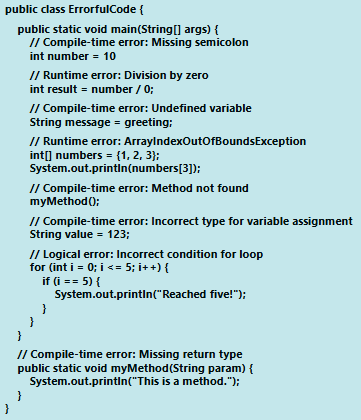 public class ErrorfulCode {
public static void main(String[] args) {
// Compile-time error: Missing semicolon
int number = 10
// Runtime error: Division by zero
int result = number / 0;
// Compile-time error: Undefined variable
String message = greeting;
// Runtime error: ArrayIndexOutOfBoundsException
int[] numbers = {1, 2, 3};
System.out.println(numbers[3]);
// Compile-time error: Method not found
myMethod();
// Compile-time error: Incorrect type for variable assignment
String value = 123;
// Logical error: Incorrect condition for loop
for (int i = 0; i <= 5; i++) {
if (i == 5) {
System.out.println("Reached five!");
}
}
}
// Compile-time error: Missing return type
public static void myMethod(String param) {
System.out.println("This is a method.");
}
}